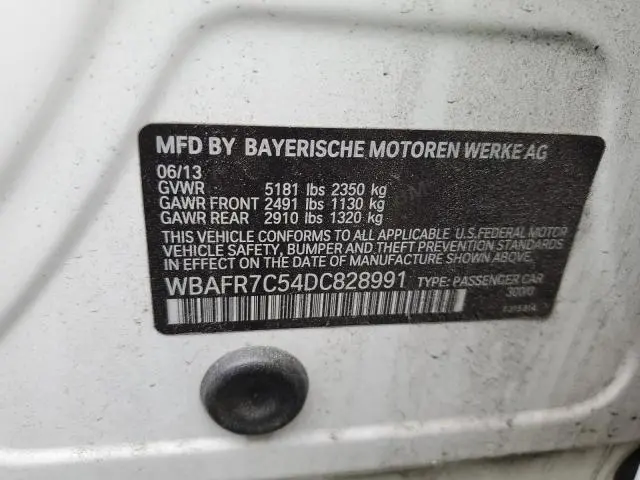 MFD BY BAYERISCHE MOTOREN WERKE AG
06/13
GVWR 5181 lbs 2350 kg
GAWR FRONT 2491 lbs 1130 kg
GAWR REAR 2910 lbs 1320 kg
THIS VEHICLE CONFORMS TO ALL APPLICABLE U.S.FEDERAL MOTOR
VEHICLE SAFETY, BUMPER AND THEFT PREVENTION STANDARDS
IN EFFECT ON THE DATE OF MANUFACTURE SHOWN ABOVE.
WBAFR7C54DC828991 TYPE: PASSENGER CAR